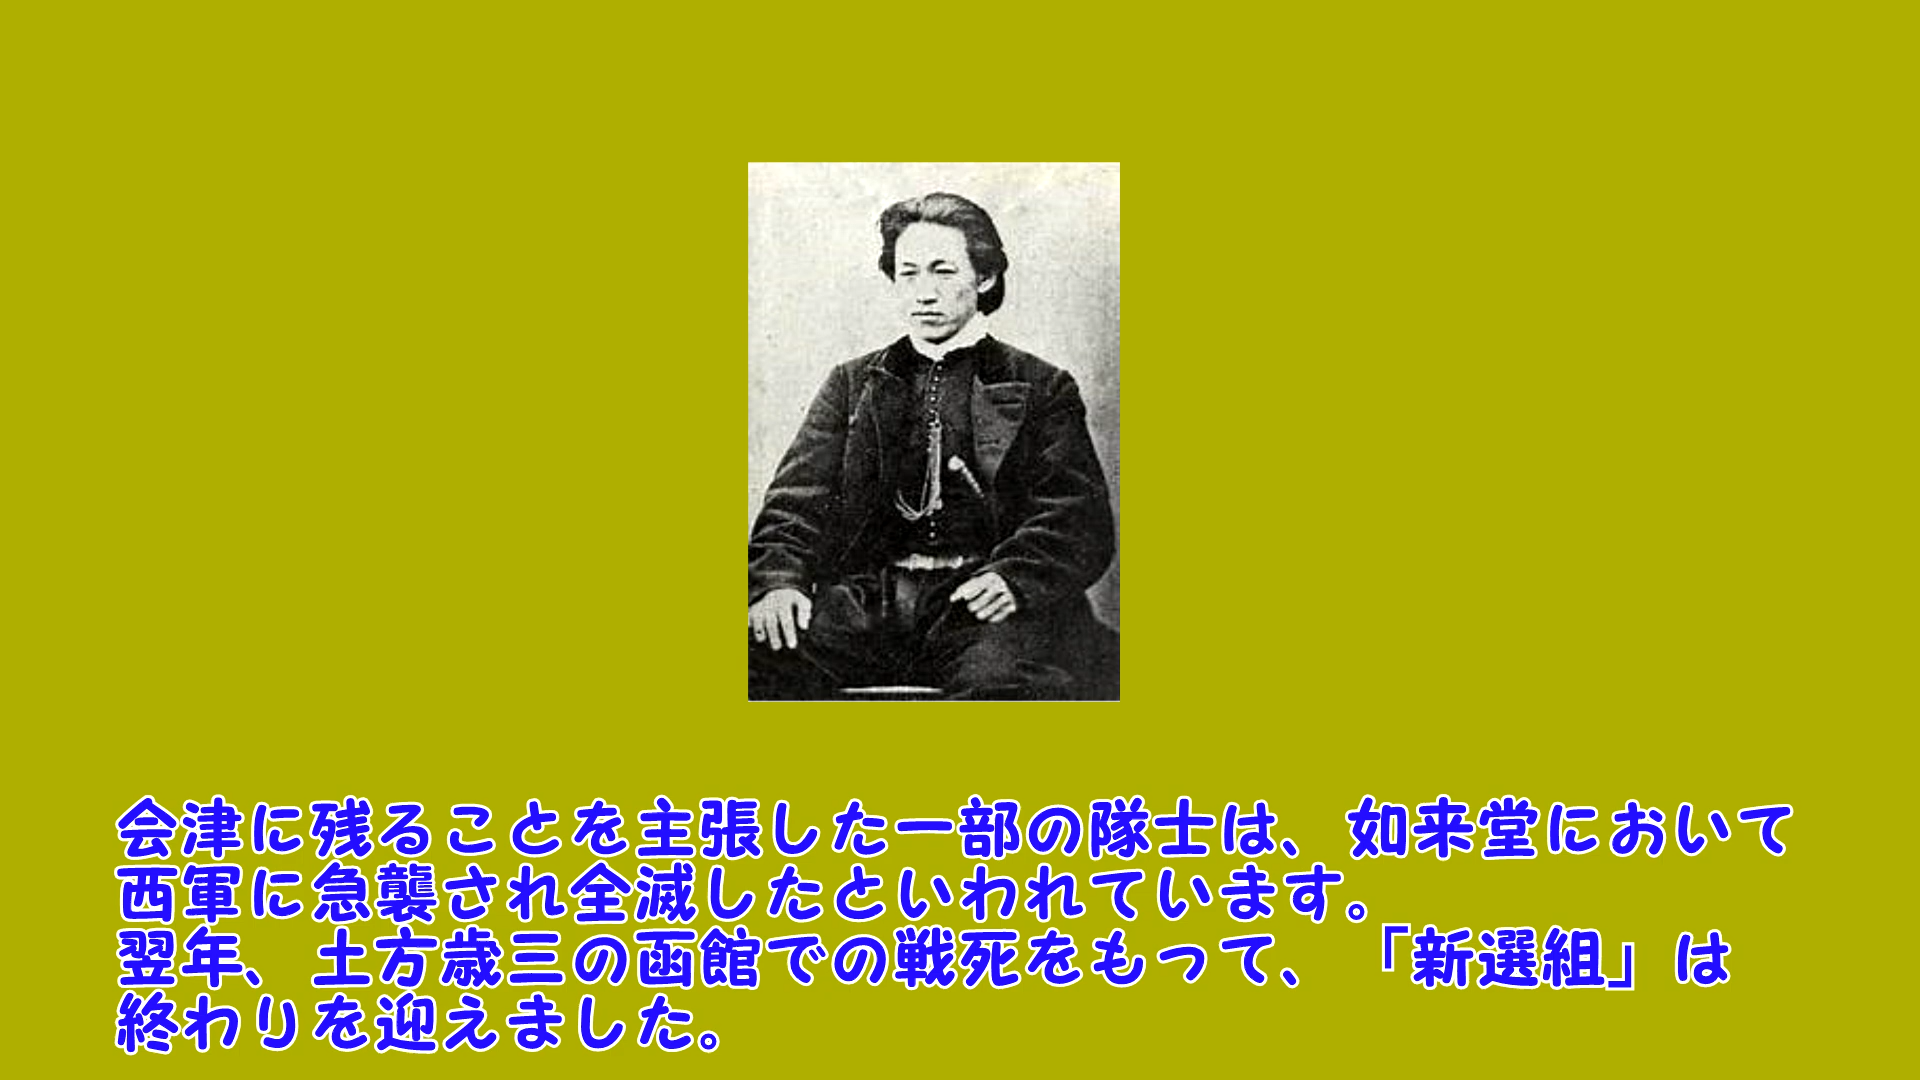 会津に残ることを主張した一部の隊士は、如来堂において
西軍に急襲され全滅したといわれています。
翌年、土方歳三の函館での戦死をもって、「新選組」は
終わりを迎えました。